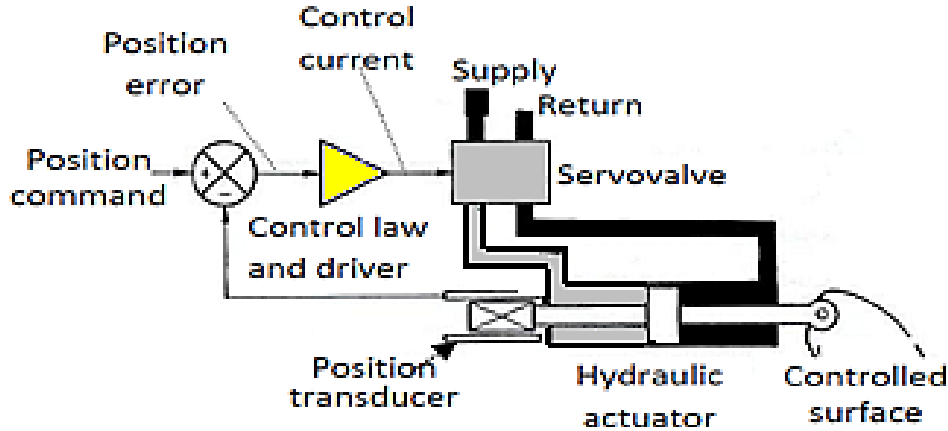 Control
current
Position
error
Supply
Return
Position
command
+
−
Servovalve
Control law
and driver
Position
transducer
Hydraulic
actuator
Controlled
surface